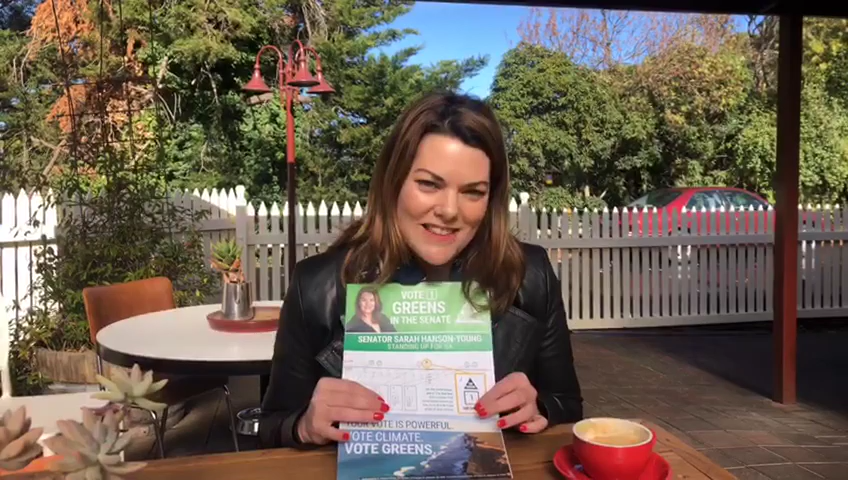 VOTE 1
GREENS
IN THE SENATE
SENATOR SARAH HANSON-YOUNG
STANDING UP FOR SA
1
YOUR VOTE IS POWERFUL.
VOTE CLIMATE.
VOTE GREENS.